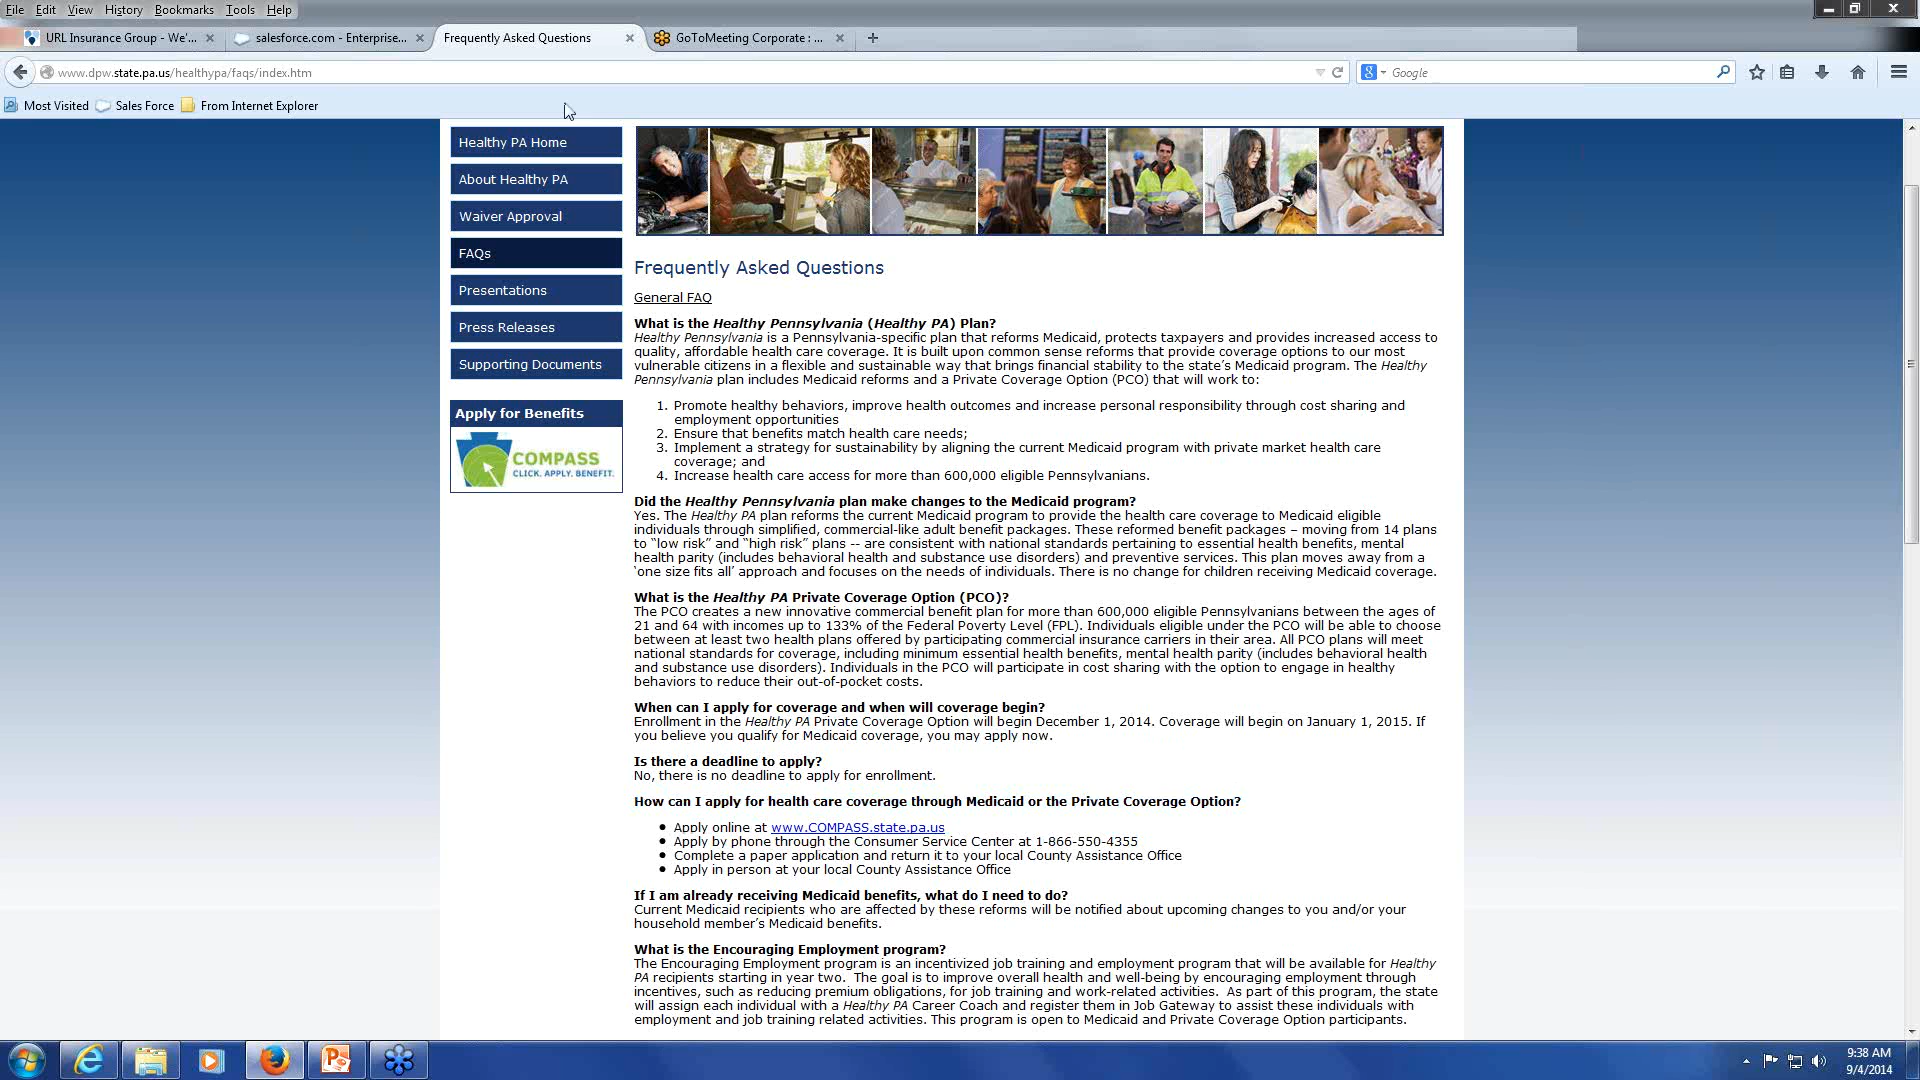 File Edit View History Bookmarks Tools Help
URL Insurance Group - We'... salesforce.com - Enterprise... Frequently Asked Questions GoToMeeting Corporate : ...
www.dpw.state.pa.us/healthypa/faqs/index.htm Google
Most Visited Sales Force From Internet Explorer
Healthy PA Home
About Healthy PA
Waiver Approval
FAQs
Presentations
Press Releases
Supporting Documents
Apply for Benefits
COMPASS
CLICK. APPLY. BENEFIT.
Frequently Asked Questions
General FAQ
What is the Healthy Pennsylvania (Healthy PA) Plan?
Healthy Pennsylvania is a Pennsylvania-specific plan that reforms Medicaid, protects taxpayers and provides increased access to
quality, affordable health care coverage. It is built upon common sense reforms that provide coverage options to our most
vulnerable citizens in a flexible and sustainable way that brings financial stability to the state's Medicaid program. The Healthy
Pennsylvania plan includes Medicaid reforms and a Private Coverage Option (PCO) that will work to:
1. Promote healthy behaviors, improve health outcomes and increase personal responsibility through cost sharing and
employment opportunities
2. Ensure that benefits match health care needs;
3. Implement a strategy for sustainability by aligning the current Medicaid program with private market health care
coverage; and
4. Increase health care access for more than 600,000 eligible Pennsylvanians.
Did the Healthy Pennsylvania plan make changes to the Medicaid program?
Yes. The Healthy PA plan reforms the current Medicaid program to provide the health care coverage to Medicaid eligible
individuals through simplified, commercial-like adult benefit packages. These reformed benefit packages – moving from 14 plans
to “low risk” and “high risk” plans -- are consistent with national standards pertaining to essential health benefits, mental
health parity (includes behavioral health and substance use disorders) and preventive services. This plan moves away from a
‘one size fits all’ approach and focuses on the needs of individuals. There is no change for children receiving Medicaid coverage.
What is the Healthy PA Private Coverage Option (PCO)?
The PCO creates a new innovative commercial benefit plan for more than 600,000 eligible Pennsylvanians between the ages of
21 and 64 with incomes up to 133% of the Federal Poverty Level (FPL). Individuals eligible under the PCO will be able to choose
between at least two health plans offered by participating commercial insurance carriers in their area. All PCO plans will meet
national standards for coverage, including minimum essential health benefits, mental health parity (includes behavioral health
and substance use disorders). Individuals in the PCO will participate in cost sharing with the option to engage in healthy
behaviors to reduce their out-of-pocket costs.
When can I apply for coverage and when will coverage begin?
Enrollment in the Healthy PA Private Coverage Option will begin December 1, 2014. Coverage will begin on January 1, 2015. If
you believe you qualify for Medicaid coverage, you may apply now.
Is there a deadline to apply?
No, there is no deadline to apply for enrollment.
How can I apply for health care coverage through Medicaid or the Private Coverage Option?
• Apply online at www.COMPASS.state.pa.us
• Apply by phone through the Consumer Service Center at 1-866-550-4355
• Complete a paper application and return it to your local County Assistance Office
• Apply in person at your local County Assistance Office
If I am already receiving Medicaid benefits, what do I need to do?
Current Medicaid recipients who are affected by these reforms will be notified about upcoming changes to you and/or your
household member's Medicaid benefits.
What is the Encouraging Employment program?
The Encouraging Employment program is an incentivized job training and employment program that will be available for Healthy
PA recipients starting in year two. The goal is to improve overall health and well-being by encouraging employment through
incentives, such as reducing premium obligations, for job training and work-related activities. As part of this program, the state
will assign each individual with a Healthy PA Career Coach and register them in Job Gateway to assist these individuals with
employment and job training related activities. This program is open to Medicaid and Private Coverage Option participants.
9:38 AM
9/4/2014